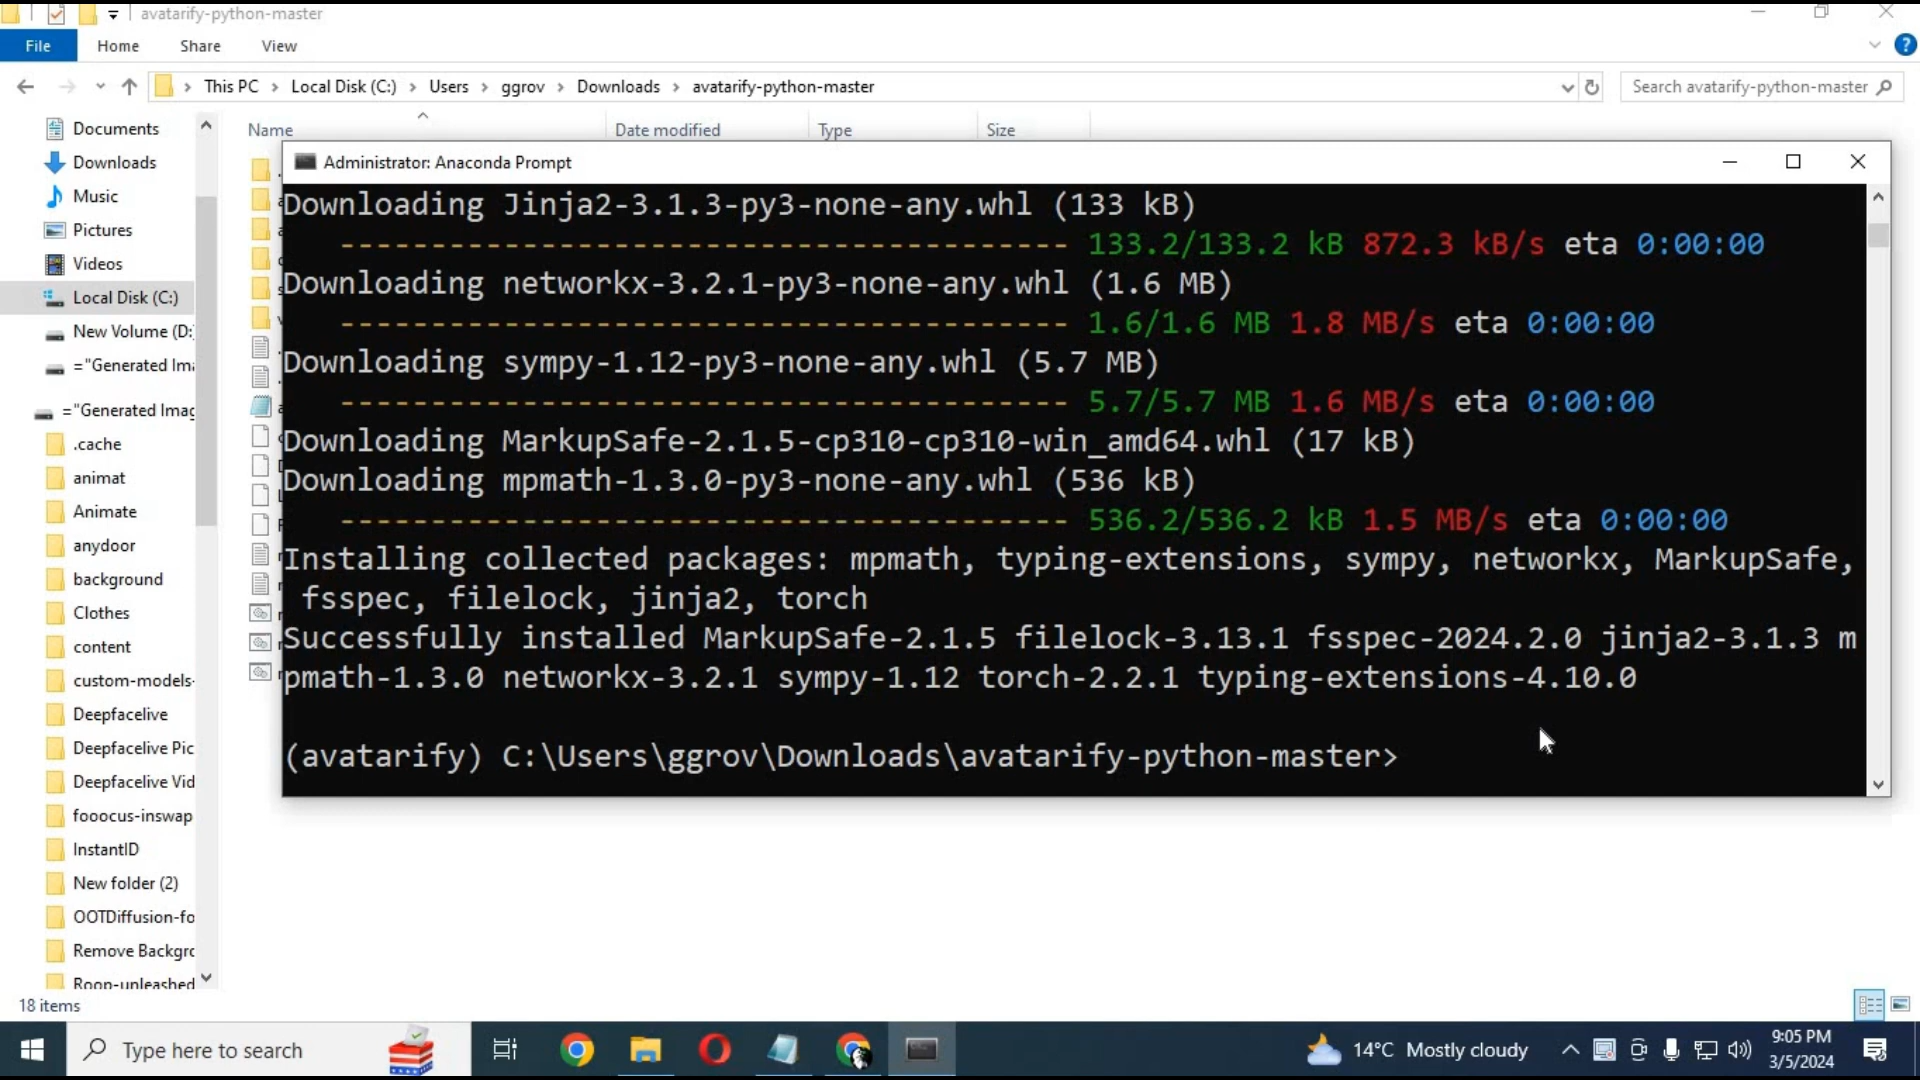 avatarify-python-master
File Home Share View
This PC > Local Disk (C:) > Users > ggrov > Downloads > avatarify-python-master
Search avatarify-python-master
Name Date modified Type Size
Documents
Downloads
Music
Pictures
Videos
Local Disk (C:)
New Volume (D:
="Generated Ima
="Generated Imag
.cache
animat
Animate
anydoor
background
Clothes
content
custom-models-
Deepfacelive
Deepfacelive Pic
Deepfacelive Vid
fooocus-inswap
InstantID
New folder (2)
OOTDiffusion-fo
Remove Backgro
Roop-unleashed
18 items
Administrator: Anaconda Prompt
Downloading Jinja2-3.1.3-py3-none-any.whl (133 kB)
---------------------------------------- 133.2/133.2 kB 872.3 kB/s eta 0:00:00
Downloading networkx-3.2.1-py3-none-any.whl (1.6 MB)
---------------------------------------- 1.6/1.6 MB 1.8 MB/s eta 0:00:00
Downloading sympy-1.12-py3-none-any.whl (5.7 MB)
---------------------------------------- 5.7/5.7 MB 1.6 MB/s eta 0:00:00
Downloading MarkupSafe-2.1.5-cp310-cp310-win_amd64.whl (17 kB)
Downloading mpmath-1.3.0-py3-none-any.whl (536 kB)
---------------------------------------- 536.2/536.2 kB 1.5 MB/s eta 0:00:00
Installing collected packages: mpmath, typing-extensions, sympy, networkx, MarkupSafe,
fsspec, filelock, jinja2, torch
Successfully installed MarkupSafe-2.1.5 filelock-3.13.1 fsspec-2024.2.0 jinja2-3.1.3 m
pmath-1.3.0 networkx-3.2.1 sympy-1.12 torch-2.2.1 typing-extensions-4.10.0
(avatarify) C:\Users\ggrov\Downloads\avatarify-python-master>
Type here to search
14°C Mostly cloudy
9:05 PM
3/5/2024